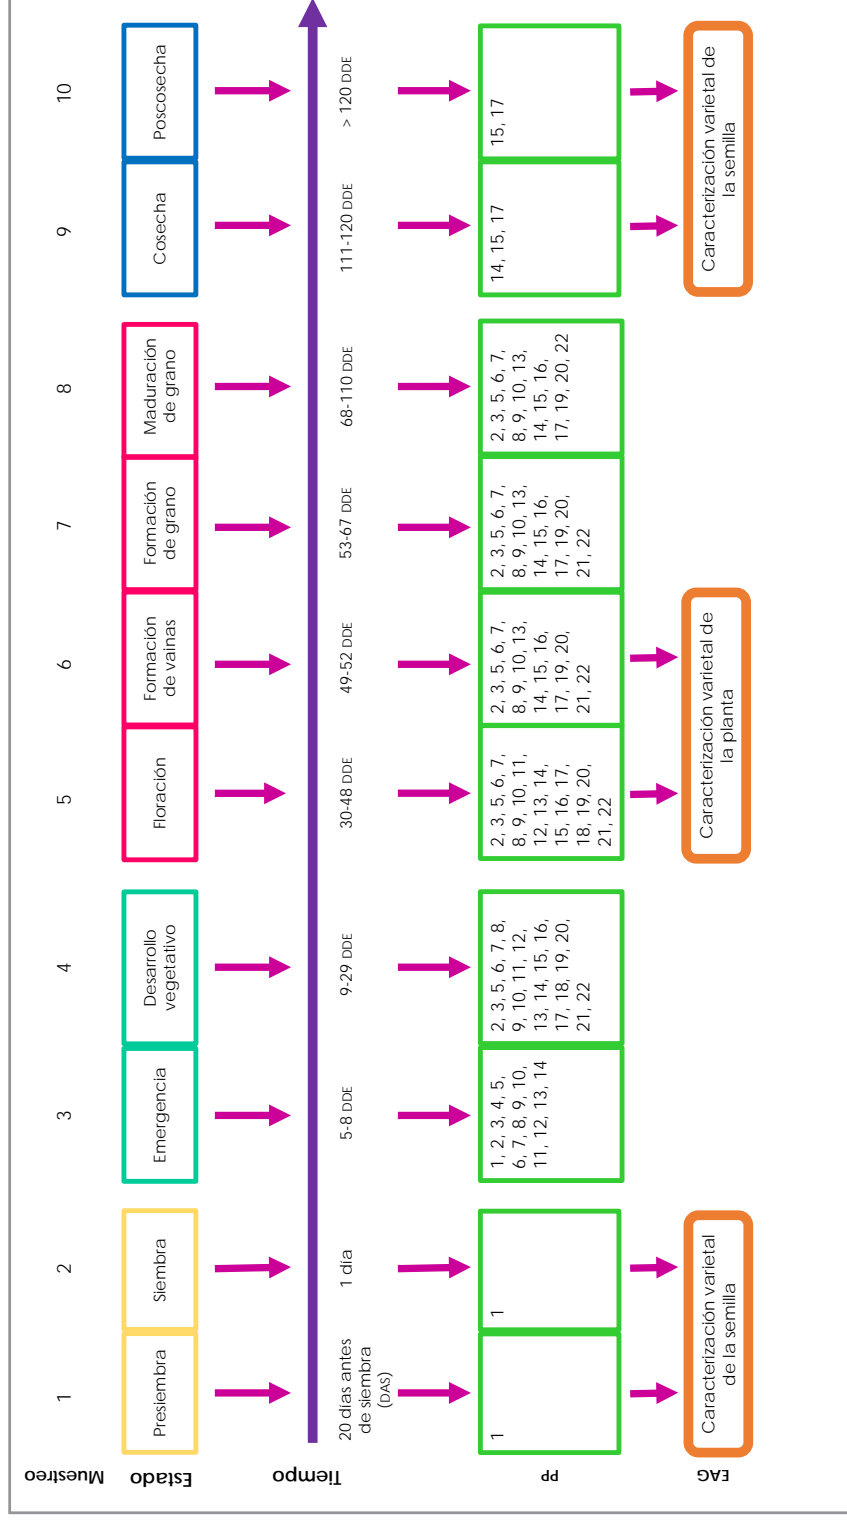 Muestreo
1
2
3
4
5
6
7
8
9
10
Estado
Presiembra
Siembra
Emergencia
Desarrollo
vegetativo
Floración
Formación
de vainas
Formación
de grano
Maduración
de grano
Cosecha
Poscosecha
Tiempo
20 días antes
de siembra
(DAS)
1 día
5-8 DDE
9-29 DDE
30-48 DDE
49-52 DDE
53-67 DDE
68-110 DDE
111-120 DDE
> 120 DDE
PP
1
1
1, 2, 3, 4, 5,
6, 7, 8, 9, 10,
11, 12, 13, 14
2, 3, 5, 6, 7, 8,
9, 10, 11, 12,
13, 14, 15, 16,
17, 18, 19, 20,
21, 22
2, 3, 5, 6, 7,
8, 9, 10, 11,
12, 13, 14,
15, 16, 17,
18, 19, 20,
21, 22
2, 3, 5, 6, 7,
8, 9, 10, 13,
14, 15, 16,
17, 19, 20,
21, 22
2, 3, 5, 6, 7,
8, 9, 10, 13,
14, 15, 16,
17, 19, 20,
21, 22
2, 3, 5, 6, 7,
8, 9, 10, 13,
14, 15, 16,
17, 19, 20, 22
14, 15, 17
15, 17
EAG
Caracterización varietal
de la semilla
Caracterización varietal de
la planta
Caracterización varietal de
la semilla